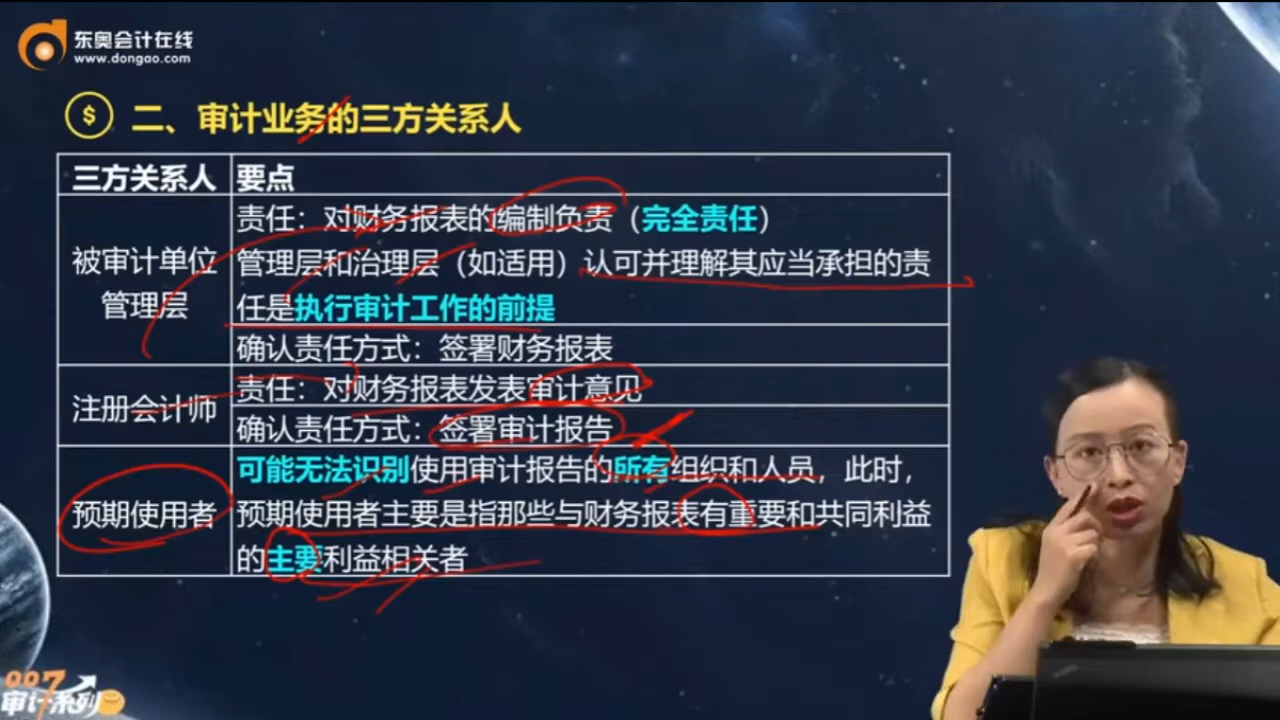 东奥会计在线
www.dongao.com
$ 二、审计业务的三方关系人
三方关系人 要点
被审计单位
管理层
责任：对财务报表的编制负责（完全责任）
管理层和治理层（如适用）认可并理解其应当承担的责
任是执行审计工作的前提
确认责任方式：签署财务报表
注册会计师
责任：对财务报表发表审计意见
确认责任方式：签署审计报告
预期使用者
可能无法识别使用审计报告的所有组织和人员，此时，
预期使用者主要是指那些与财务报表有重要和共同利益
的主要利益相关者
007
审计系列